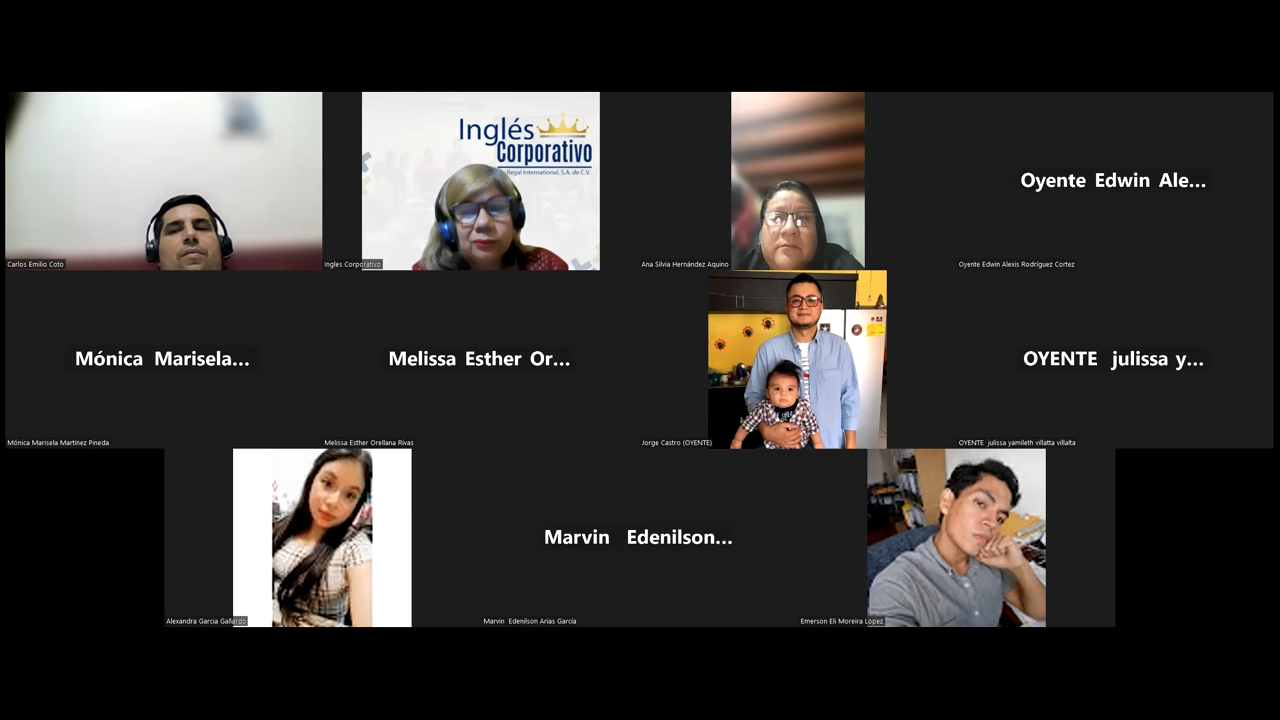 Inglés
Corporativo
Regal International, S.A. de C.V.
Oyente Edwin Ale...
Carlos Emilio Coto
Ingles Corporativo
Ana Silvia Hernández Aquino
Oyente Edwin Alexis Rodríguez Cortez
Mónica Marisela...
Melissa Esther Or...
OYENTE julissa y...
Mónica Marisela Martínez Pineda
Melissa Esther Orellana Rivas
Jorge Castro (OYENTE)
OYENTE julissa yamileth villatta villalta
Marvin Edenilson...
Alexandra Garcia Gallardo
Marvin Edenilson Arias García
Emerson Eli Moreira Lopez